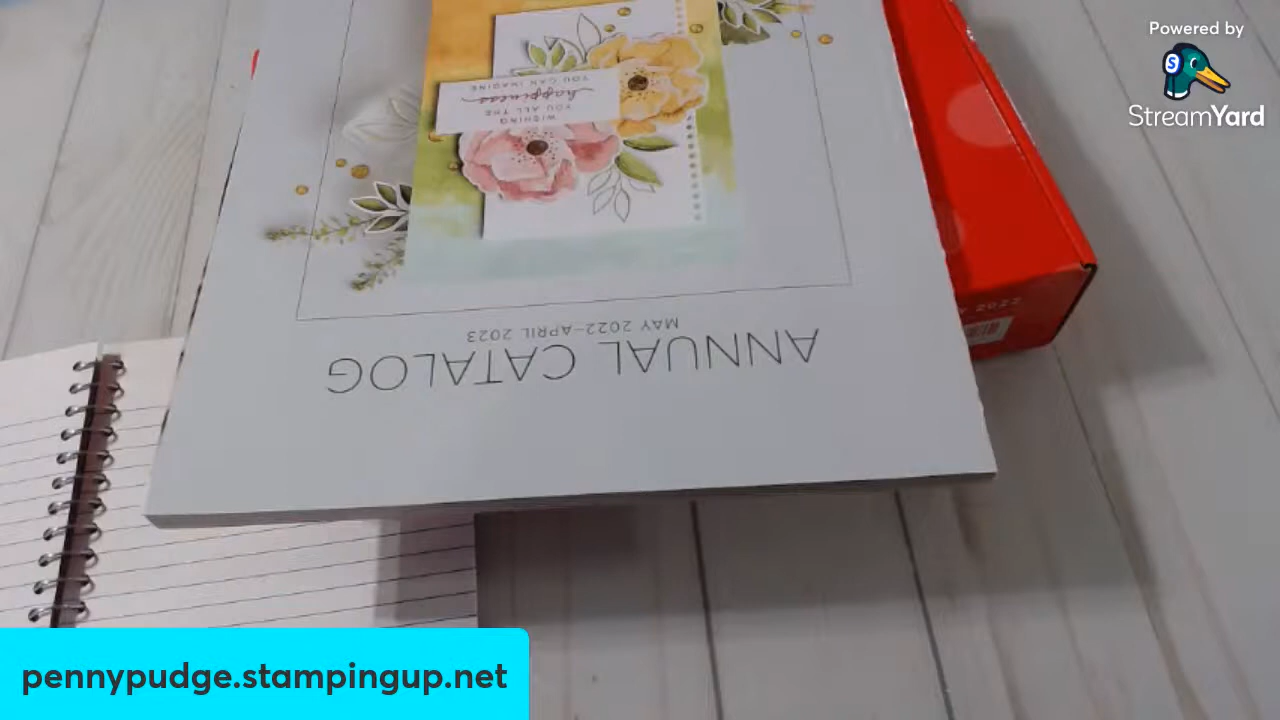 Powered by
StreamYard
WISHING
YOU ALL THE
happiness
YOU CAN IMAGINE
ANNUAL CATALOG
MAY 2022–APRIL 2023
pennypudge.stampingup.net